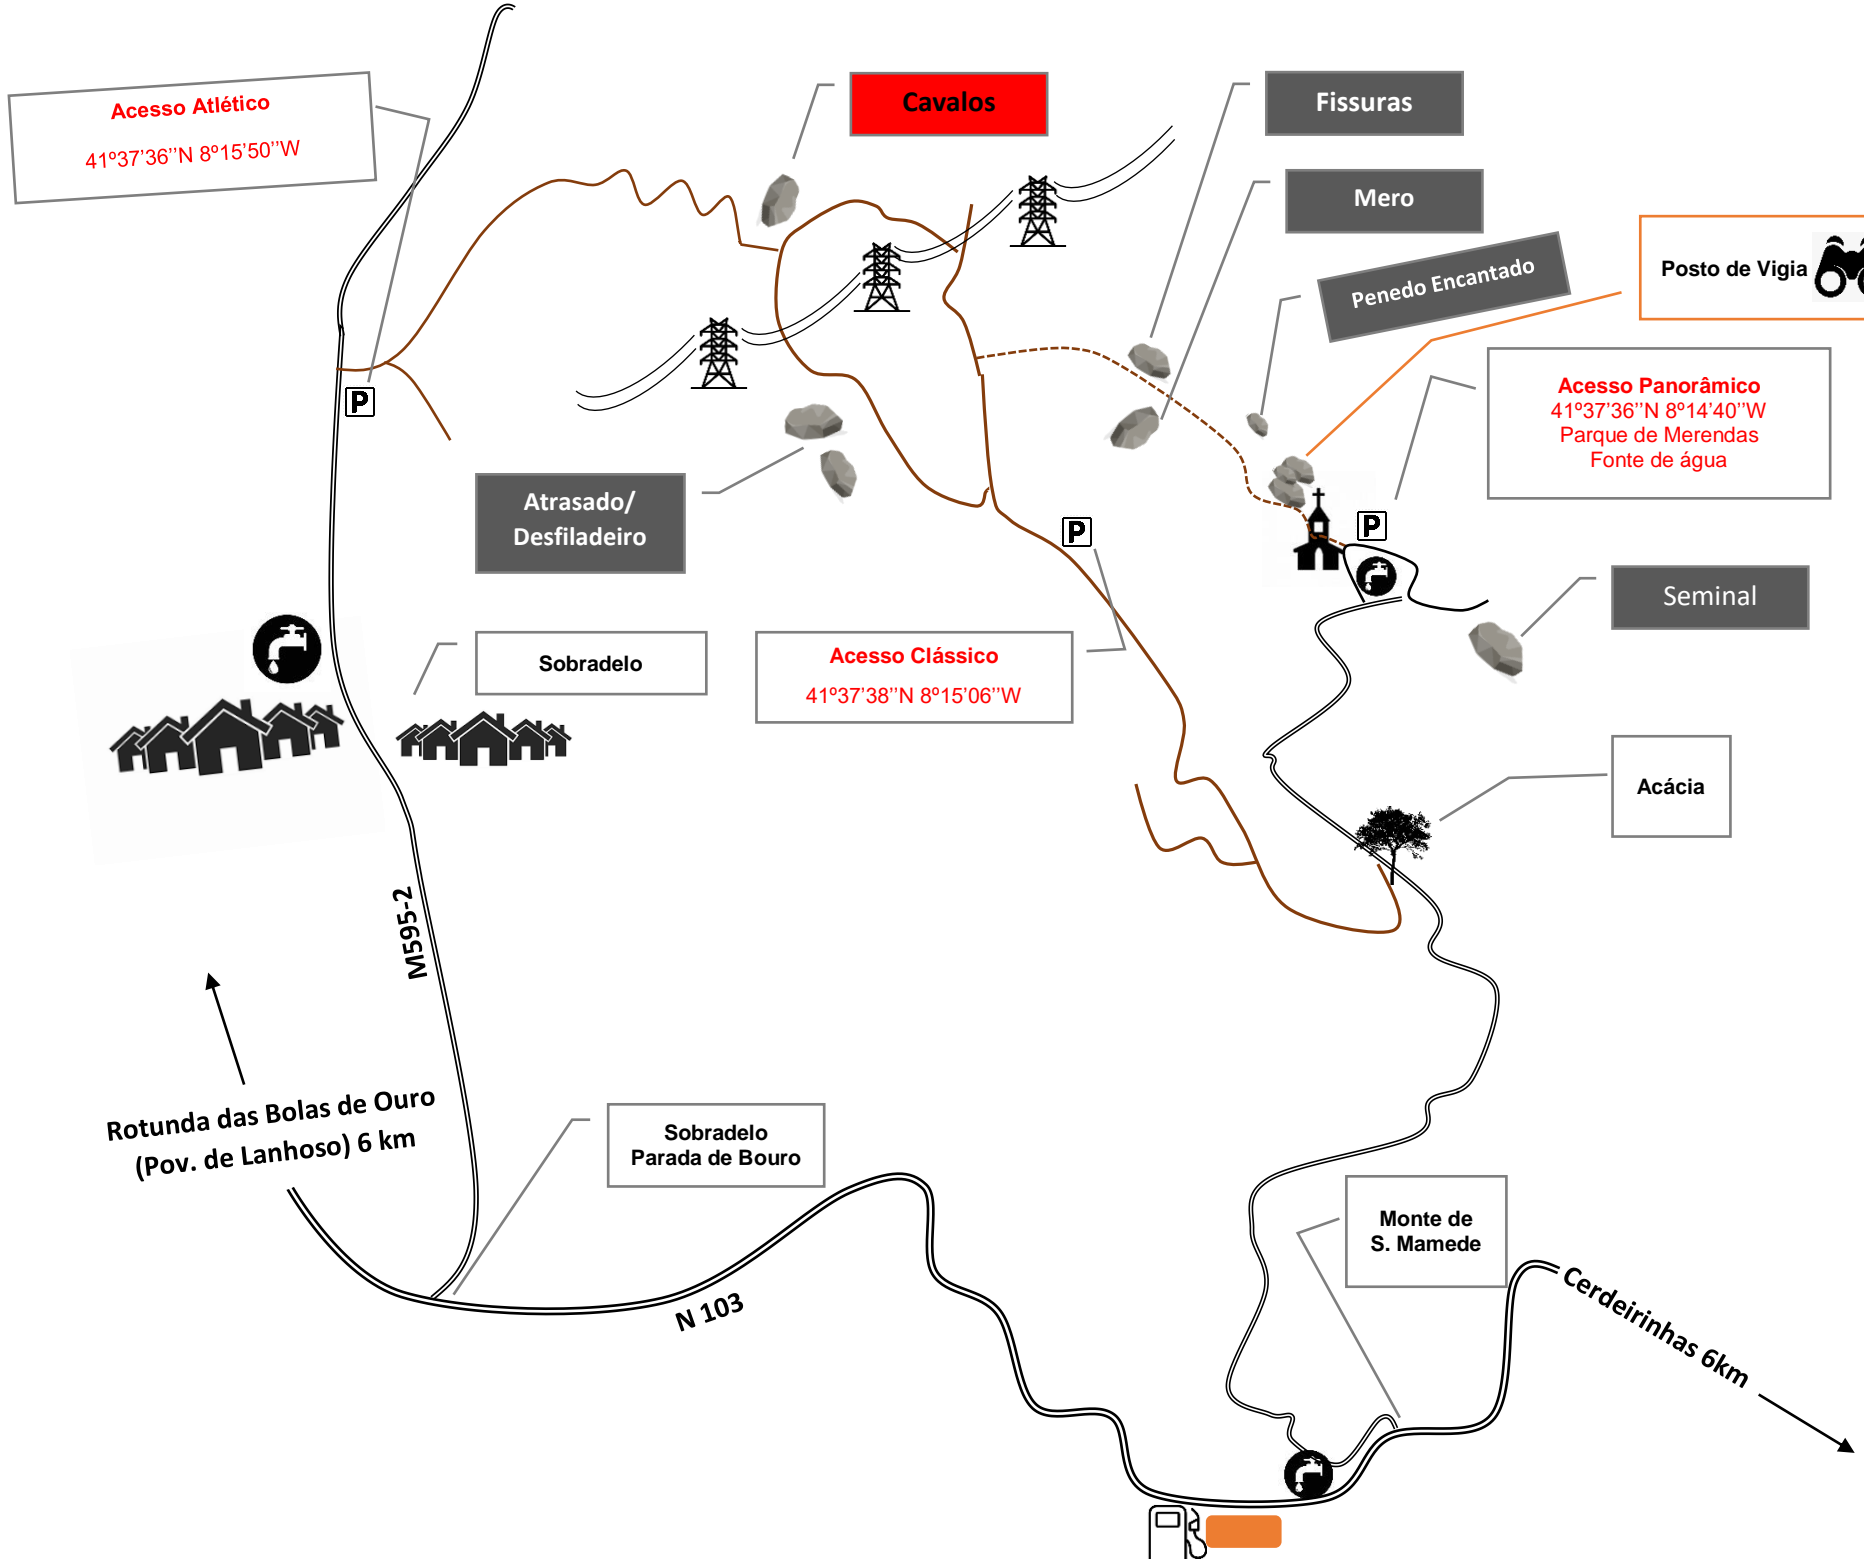 Acesso Atlético
41º37’36’’N 8º15’50’’W
Cavalos
Fissuras
Mero
Penedo Encantado
Posto de Vigia
Acesso Panorâmico
41º37’36’’N 8º14’40’’W
Parque de Merendas
Fonte de água
P
Atrasado/
Desfiladeiro
P
P
Seminal
Sobradelo
Acesso Clássico
41º37’38’’N 8º15’06’’W
Acácia
M595-2
Rotunda das Bolas de Ouro
(Pov. de Lanhoso) 6 km
Sobradelo
Parada de Bouro
Monte de
S. Mamede
N 103
Cerdeirinhas 6km